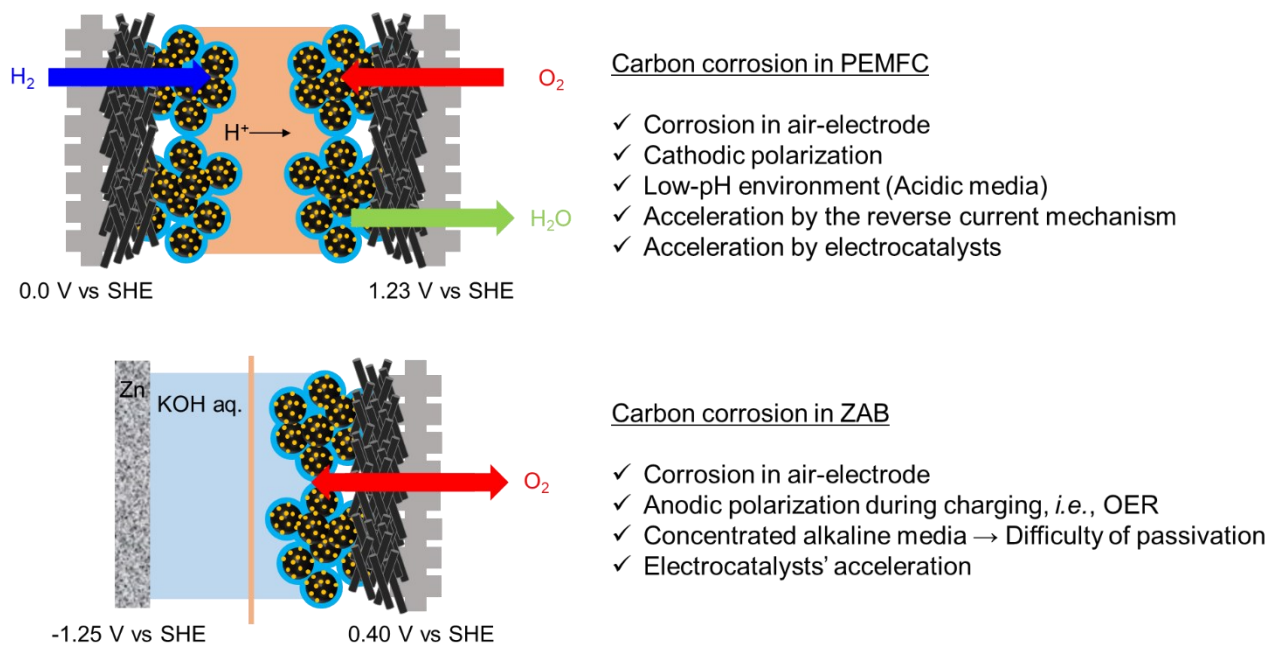 H₂
O₂
H⁺
H₂O
0.0 V vs SHE
1.23 V vs SHE
Carbon corrosion in PEMFC
✓ Corrosion in air-electrode
✓ Cathodic polarization
✓ Low-pH environment (Acidic media)
✓ Acceleration by the reverse current mechanism
✓ Acceleration by electrocatalysts
Zn
KOH aq.
O₂
-1.25 V vs SHE
0.40 V vs SHE
Carbon corrosion in ZAB
✓ Corrosion in air-electrode
✓ Anodic polarization during charging, i.e., OER
✓ Concentrated alkaline media → Difficulty of passivation
✓ Electrocatalysts’ acceleration